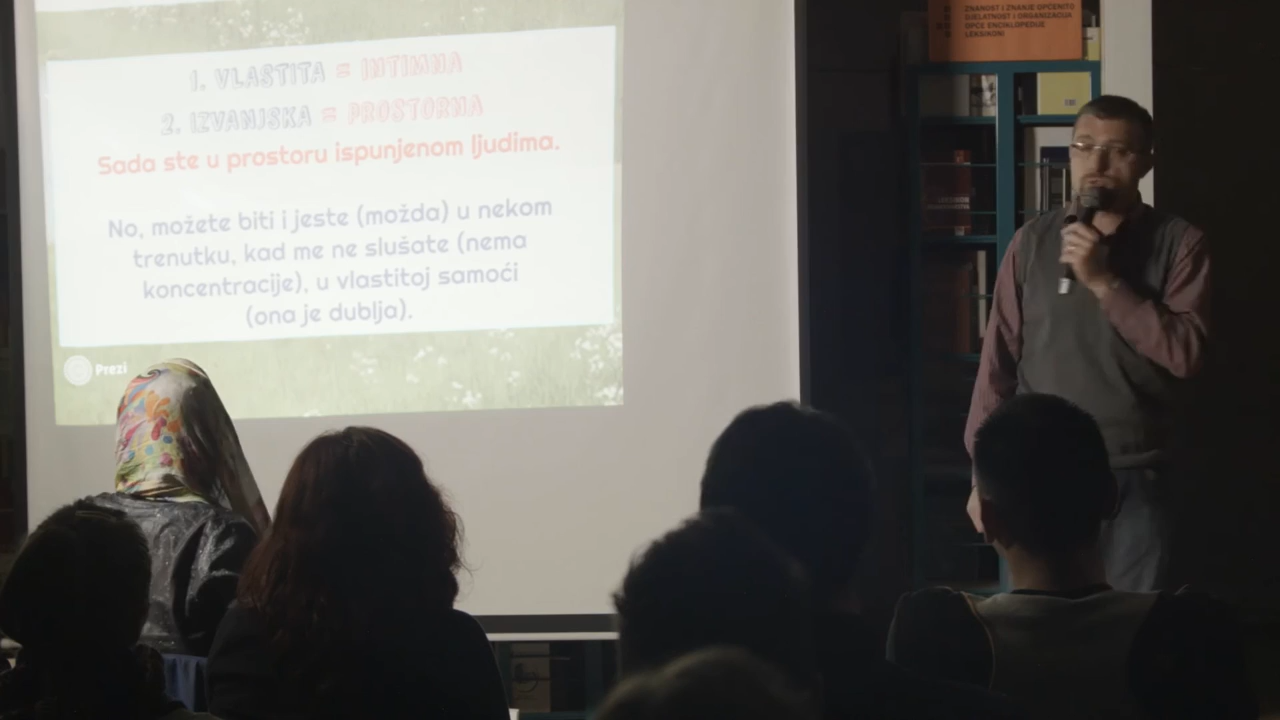 ZNANOST I ZNANJE OPĆENITO
DJELATNOST I ORGANIZACIJA
OPĆE ENCIKLOPEDIJE
LEKSIKONI
1. VLASTITA = INTIMNA
2. IZVANJSKA = PROSTORNA
Sada ste u prostoru ispunjenom ljudima.
No, možete biti i jeste (možda) u nekom
trenutku, kad me ne slušate (nema
koncentracije), u vlastitoj samoći
(ona je dublja).
Prezi